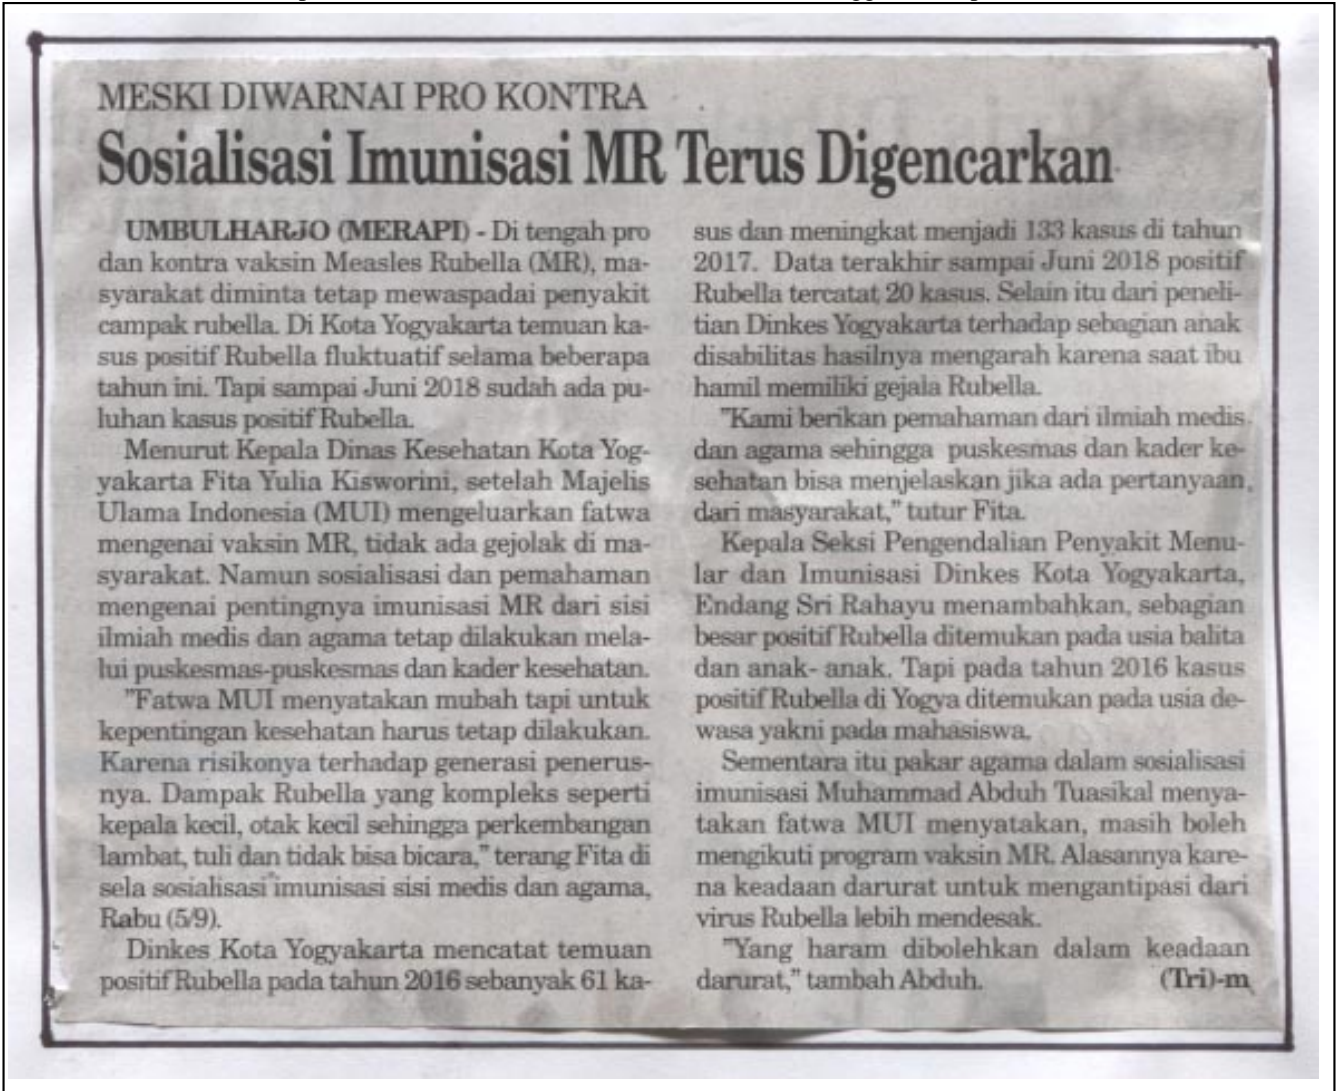 MESKI DIWARNAI PRO KONTRA
Sosialisasi Imunisasi MR Terus Digencarkan
UMBULHARJO (MERAPI) - Di tengah pro
dan kontra vaksin Measles Rubella (MR), ma-
syarakat diminta tetap mewaspadai penyakit
campak rubella. Di Kota Yogyakarta temuan ka-
sus positif Rubella fluktuatif selama beberapa
tahun ini. Tapi sampai Juni 2018 sudah ada pu-
luhan kasus positif Rubella.
Menurut Kepala Dinas Kesehatan Kota Yog-
yakarta Fita Yulia Kisworini, setelah Majelis
Ulama Indonesia (MUI) mengeluarkan fatwa
mengenai vaksin MR, tidak ada gejolak di ma-
syarakat. Namun sosialisasi dan pemahaman
mengenai pentingnya imunisasi MR dari sisi
ilmiah medis dan agama tetap dilakukan mela-
lui puskesmas-puskesmas dan kader kesehatan.
"Fatwa MUI menyatakan mubah tapi untuk
kepentingan kesehatan harus tetap dilakukan.
Karena risikonya terhadap generasi penerus-
nya. Dampak Rubella yang kompleks seperti
kepala kecil, otak kecil sehingga perkembangan
lambat, tuli dan tidak bisa bicara," terang Fita di
sela sosialisasi imunisasi sisi medis dan agama,
Rabu (5/9).
Dinkes Kota Yogyakarta mencatat temuan
positif Rubella pada tahun 2016 sebanyak 61 ka-
sus dan meningkat menjadi 133 kasus di tahun
2017. Data terakhir sampai Juni 2018 positif
Rubella tercatat 20 kasus. Selain itu dari peneli-
tian Dinkes Yogyakarta terhadap sebagian anak
disabilitas hasilnya mengarah karena saat ibu
hamil memiliki gejala Rubella.
"Kami berikan pemahaman dari ilmiah medis
dan agama sehingga puskesmas dan kader ke-
sehatan bisa menjelaskan jika ada pertanyaan
dari masyarakat," tutur Fita.
Kepala Seksi Pengendalian Penyakit Menu-
lar dan Imunisasi Dinkes Kota Yogyakarta,
Endang Sri Rahayu menambahkan, sebagian
besar positif Rubella ditemukan pada usia balita
dan anak- anak. Tapi pada tahun 2016 kasus
positif Rubella di Yogya ditemukan pada usia de-
wasa yakni pada mahasiswa.
Sementara itu pakar agama dalam sosialisasi
imunisasi Muhammad Abduh Tuasikal menya-
takan fatwa MUI menyatakan, masih boleh
mengikuti program vaksin MR. Alasannya kare-
na keadaan darurat untuk mengantipasi dari
virus Rubella lebih mendesak.
"Yang haram dibolehkan dalam keadaan
darurat," tambah Abduh. (Tri)-m